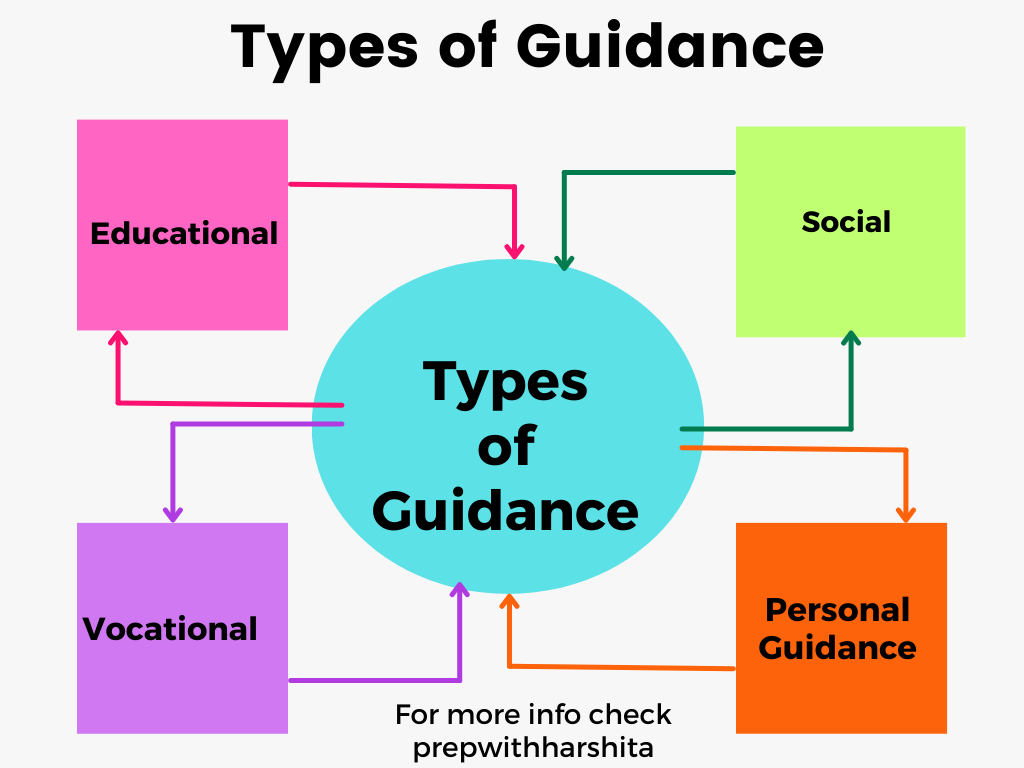 Types of Guidance
Educational
Social
Types
of
Guidance
Vocational
Personal
Guidance
For more info check
prepwithharshita